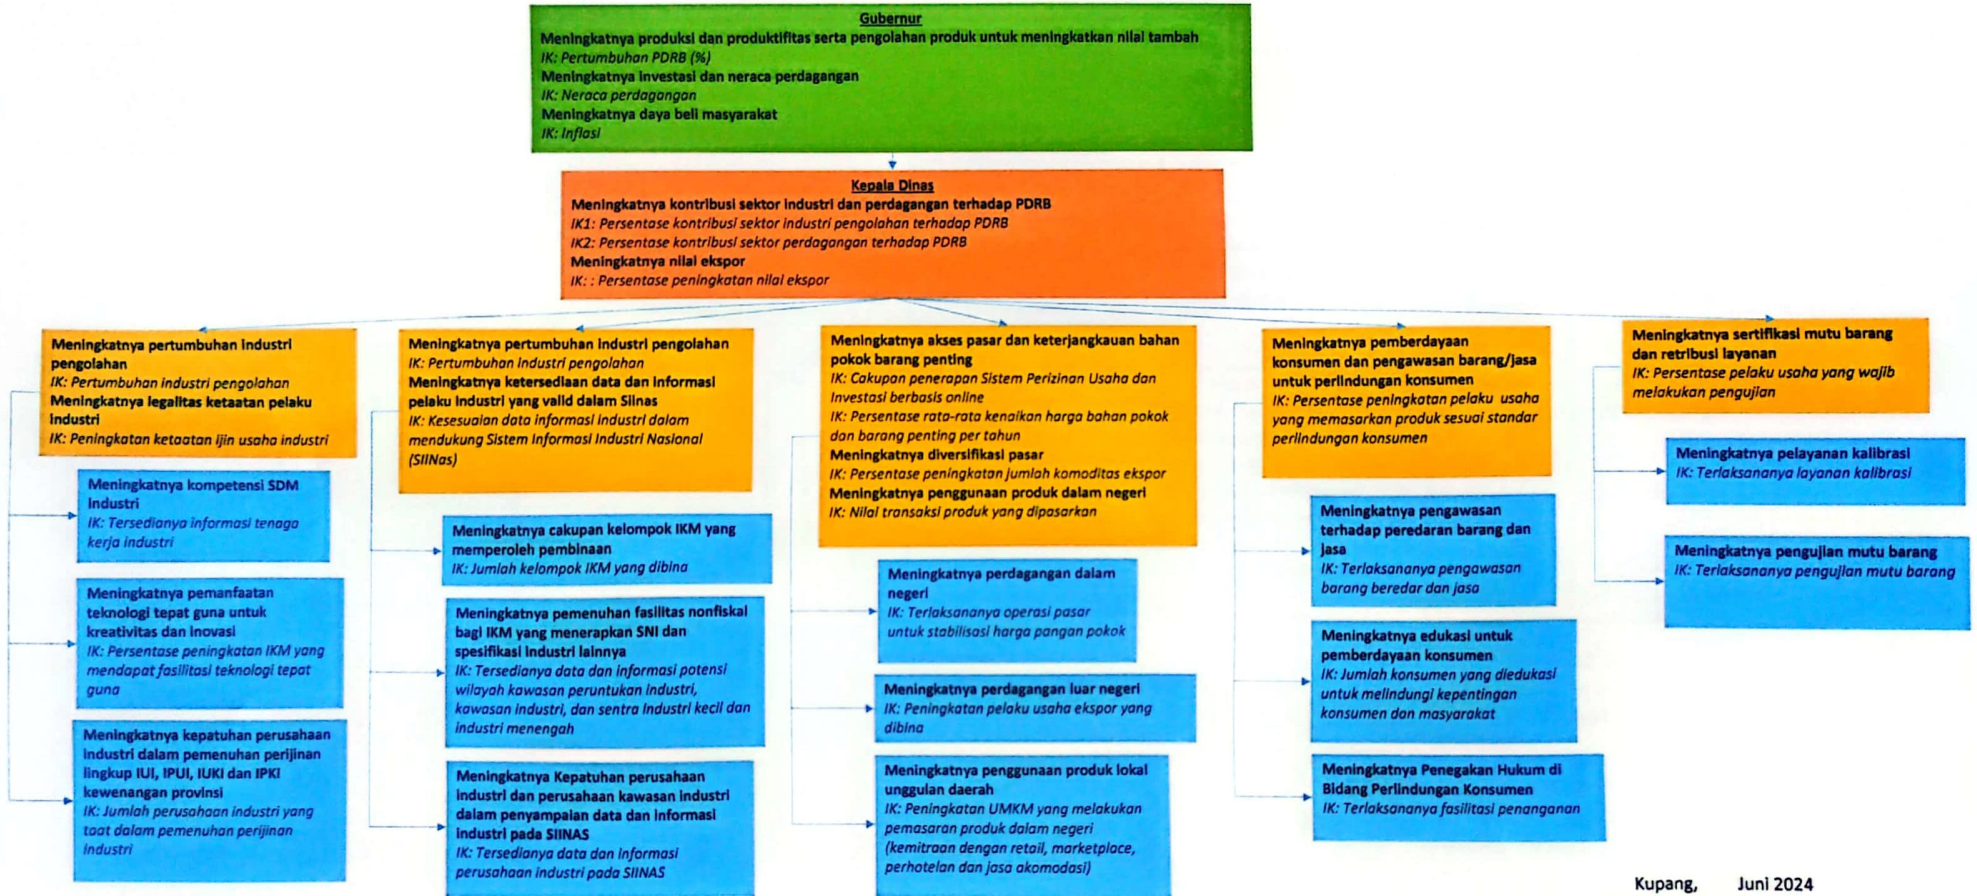 Gubernur
Meningkatnya produksi dan produktifitas serta pengolahan produk untuk meningkatkan nilai tambah
IK: Pertumbuhan PDRB (%)
Meningkatnya investasi dan neraca perdagangan
IK: Neraca perdagangan
Meningkatnya daya beli masyarakat
IK: Inflasi
Kepala Dinas
Meningkatnya kontribusi sektor industri dan perdagangan terhadap PDRB
IK1: Persentase kontribusi sektor industri pengolahan terhadap PDRB
IK2: Persentase kontribusi sektor perdagangan terhadap PDRB
Meningkatnya nilai ekspor
IK: : Persentase peningkatan nilai ekspor
Meningkatnya pertumbuhan industri
pengolahan
IK: Pertumbuhan industri pengolahan
Meningkatnya legalitas ketaatan pelaku
industri
IK: Peningkatan ketaatan ijin usaha industri
Meningkatnya kompetensi SDM
Industri
IK: Tersedianya informasi tenaga
kerja industri
Meningkatnya pemanfaatan
teknologi tepat guna untuk
kreativitas dan inovasi
IK: Persentase peningkatan IKM yang
mendapat fasilitasi teknologi tepat
guna
Meningkatnya kepatuhan perusahaan
industri dalam pemenuhan perijinan
lingkup IUI, IPUI, IUKI dan IPKI
kewenangan provinsi
IK: Jumlah perusahaan industri yang
taat dalam pemenuhan perijinan
industri
Meningkatnya pertumbuhan industri pengolahan
IK: Pertumbuhan industri pengolahan
Meningkatnya ketersediaan data dan informasi
pelaku industri yang valid dalam Siinas
IK: Kesesuaian data informasi industri dalam
mendukung Sistem Informasi Industri Nasional
(SIINas)
Meningkatnya cakupan kelompok IKM yang
memperoleh pembinaan
IK: Jumlah kelompok IKM yang dibina
Meningkatnya pemenuhan fasilitas nonfiskal
bagi IKM yang menerapkan SNI dan
spesifikasi industri lainnya
IK: Tersedianya data dan informasi potensi
wilayah kawasan peruntukan industri,
kawasan industri, dan sentra industri kecil dan
industri menengah
Meningkatnya Kepatuhan perusahaan
industri dan perusahaan kawasan industri
dalam penyampaian data dan informasi
industri pada SIINAS
IK: Tersedianya data dan informasi
perusahaan industri pada SIINAS
Meningkatnya akses pasar dan keterjangkauan bahan
pokok barang penting
IK: Cakupan penerapan Sistem Perizinan Usaha dan
Investasi berbasis online
IK: Persentase rata-rata kenaikan harga bahan pokok
dan barang penting per tahun
Meningkatnya diversifikasi pasar
IK: Persentase peningkatan jumlah komoditas ekspor
Meningkatnya penggunaan produk dalam negeri
IK: Nilai transaksi produk yang dipasarkan
Meningkatnya perdagangan dalam
negeri
IK: Terlaksananya operasi pasar
untuk stabilisasi harga pangan pokok
Meningkatnya perdagangan luar negeri
IK: Peningkatan pelaku usaha ekspor yang
dibina
Meningkatnya penggunaan produk lokal
unggulan daerah
IK: Peningkatan UMKM yang melakukan
pemasaran produk dalam negeri
(kemitraan dengan retail, marketplace,
perhotelan dan jasa akomodasi)
Meningkatnya pemberdayaan
konsumen dan pengawasan barang/jasa
untuk perlindungan konsumen
IK: Persentase peningkatan pelaku usaha
yang memasarkan produk sesuai standar
perlindungan konsumen
Meningkatnya pengawasan
terhadap peredaran barang dan
jasa
IK: Terlaksananya pengawasan
barang beredar dan jasa
Meningkatnya edukasi untuk
pemberdayaan konsumen
IK: Jumlah konsumen yang diedukasi
untuk melindungi kepentingan
konsumen dan masyarakat
Meningkatnya Penegakan Hukum di
Bidang Perlindungan Konsumen
IK: Terlaksananya fasilitasi penanganan
Meningkatnya sertifikasi mutu barang
dan retribusi layanan
IK: Persentase pelaku usaha yang wajib
melakukan pengujian
Meningkatnya pelayanan kalibrasi
IK: Terlaksananya layanan kalibrasi
Meningkatnya pengujian mutu barang
IK: Terlaksananya pengujian mutu barang
Kupang, Juni 2024